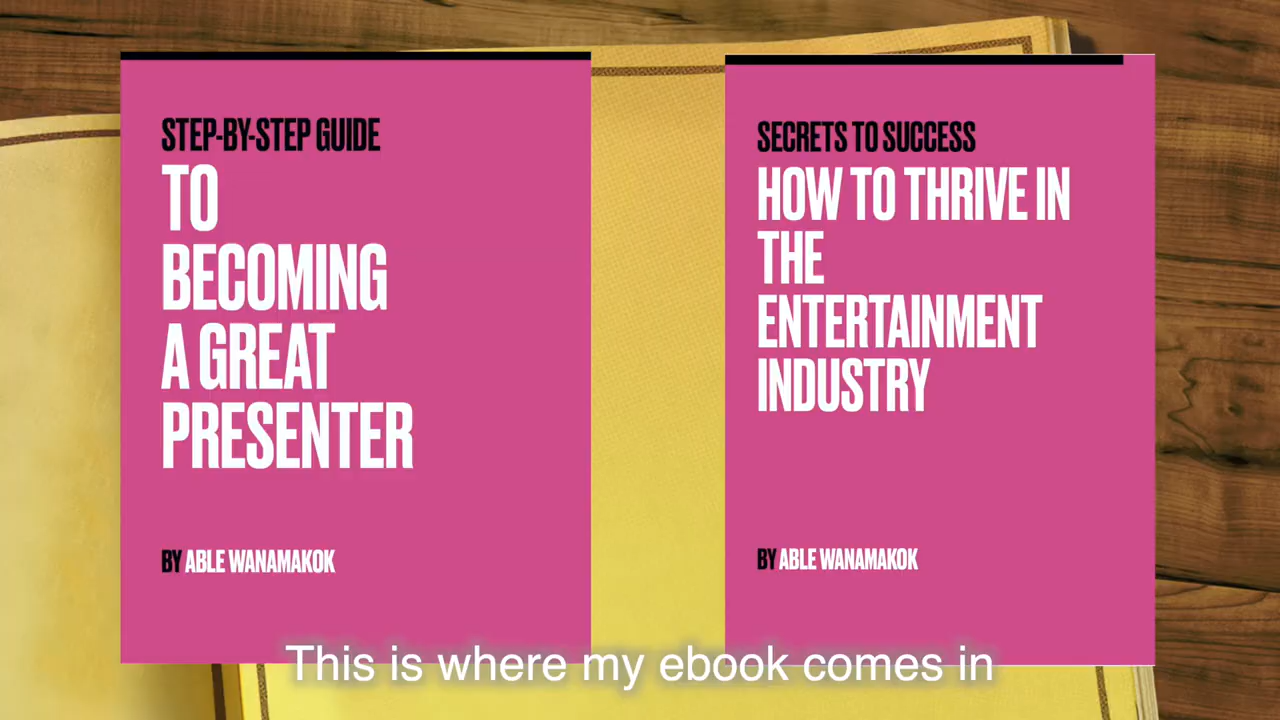 STEP-BY-STEP GUIDE
TO
BECOMING
A GREAT
PRESENTER
BY ABLE WANAMAKOK
SECRETS TO SUCCESS
HOW TO THRIVE IN
THE
ENTERTAINMENT
INDUSTRY
BY ABLE WANAMAKOK
This is where my ebook comes in